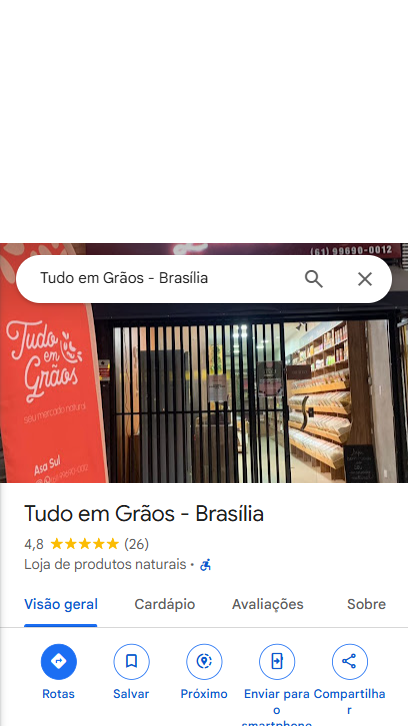 (61) 99690-0012
Tudo em Grãos - Brasília
Tudo
em
Grãos
seu mercado natural
Asa Sul
Tudo em Grãos - Brasília
4,8 (26)
Loja de produtos naturais ·
Visão geral Cardápio Avaliações Sobre
Rotas Salvar Próximo Enviar para o smartphone Compartilhar